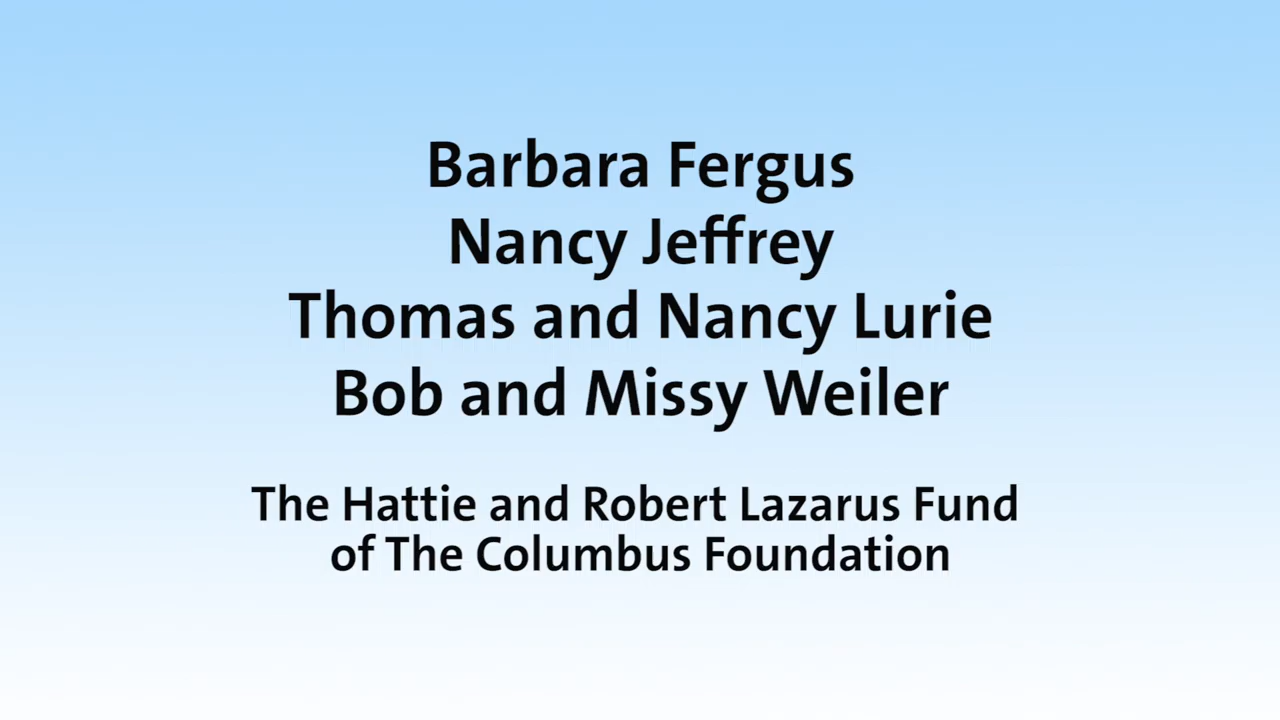 Barbara Fergus
Nancy Jeffrey
Thomas and Nancy Lurie
Bob and Missy Weiler
The Hattie and Robert Lazarus Fund
of The Columbus Foundation